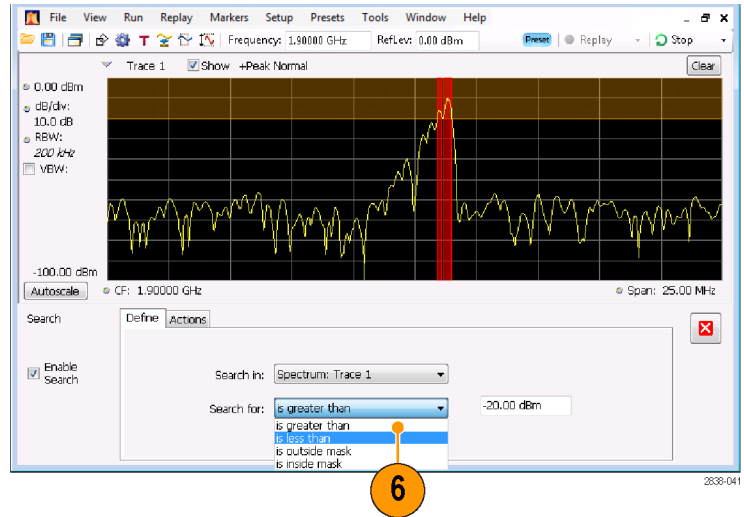 File View Run Replay Markers Setup Presets Tools Window Help
T Frequency: 1.90000 GHz RefLev: 0.00 dBm Preset Replay Stop
Trace 1 Show +Peak Normal Clear
0.00 dBm
dB/div:
10.0 dB
RBW:
200 kHz
VBW:
-100.00 dBm
Autoscale CF: 1.90000 GHz Span: 25.00 MHz
Search Define Actions
Enable
Search
Search in: Spectrum: Trace 1
Search for: is greater than -20.00 dBm
is greater than
is less than
is outside mask
is inside mask
6
2838-041